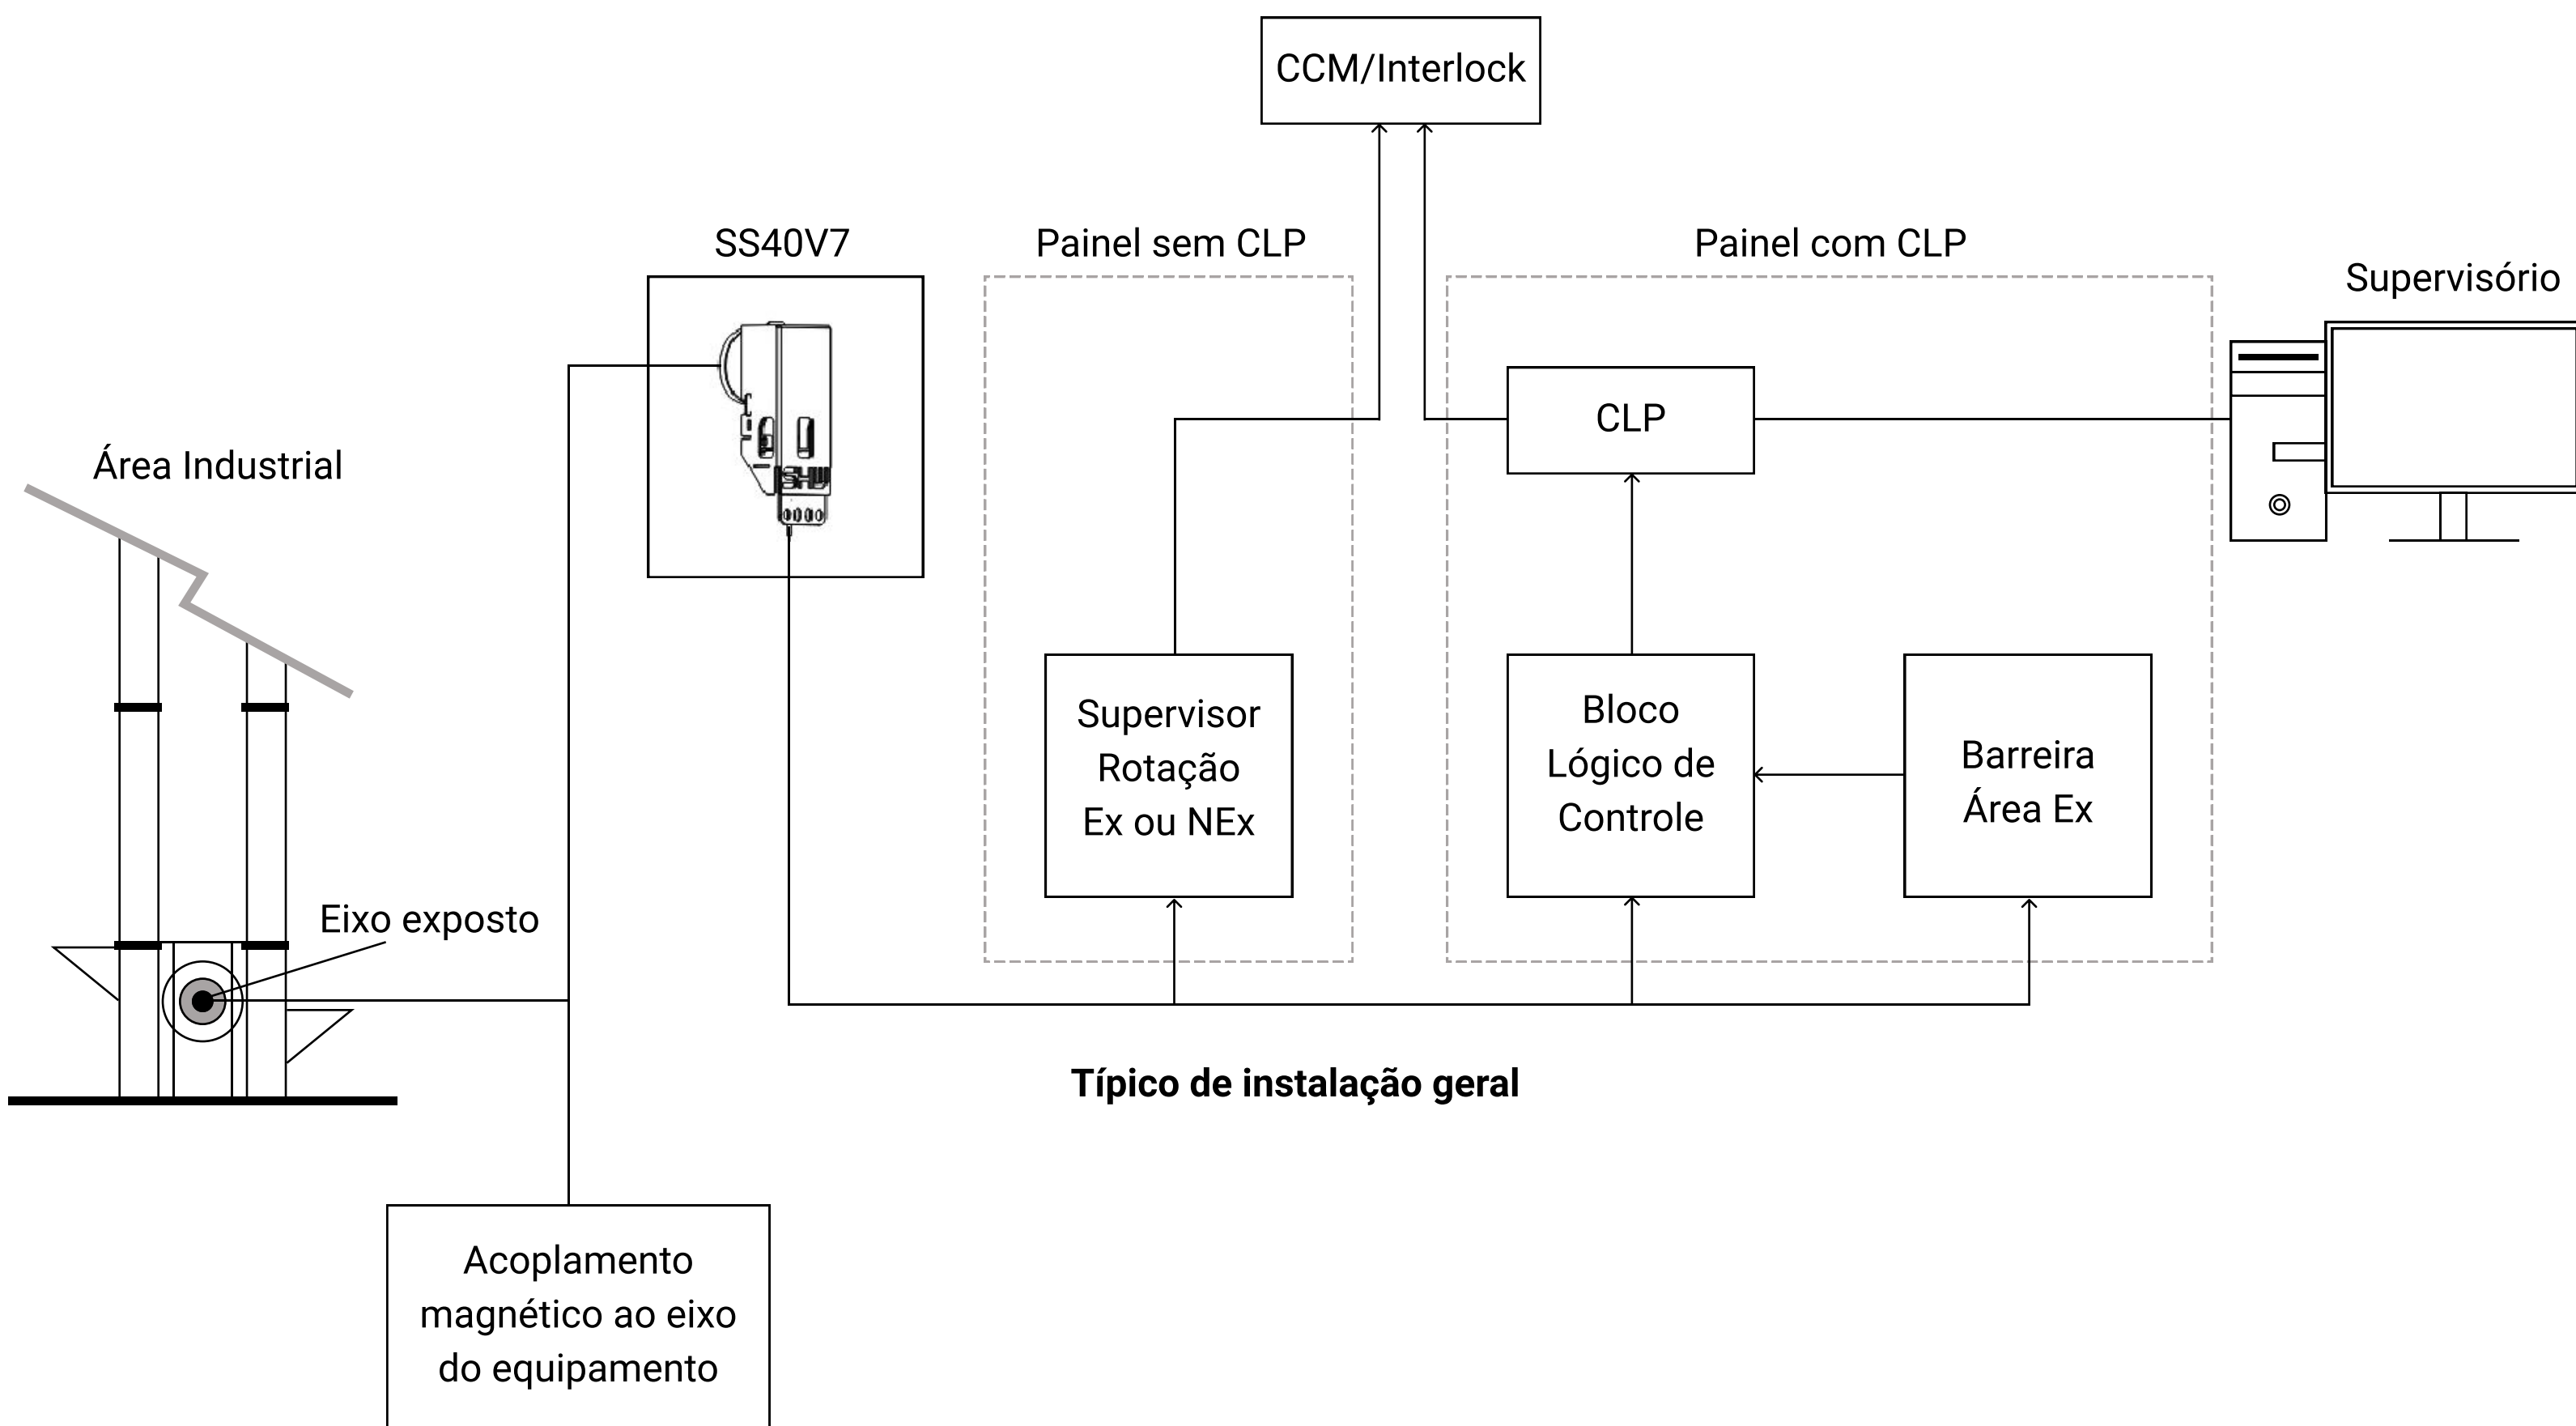 CCM/Interlock
SS40V7
Painel sem CLP
Painel com CLP
Supervisório
CLP
Área Industrial
SHW
Supervisor
Rotação
Ex ou NEx
Bloco
Lógico de
Controle
Barreira
Área Ex
Eixo exposto
Típico de instalação geral
Acoplamento
magnético ao eixo
do equipamento